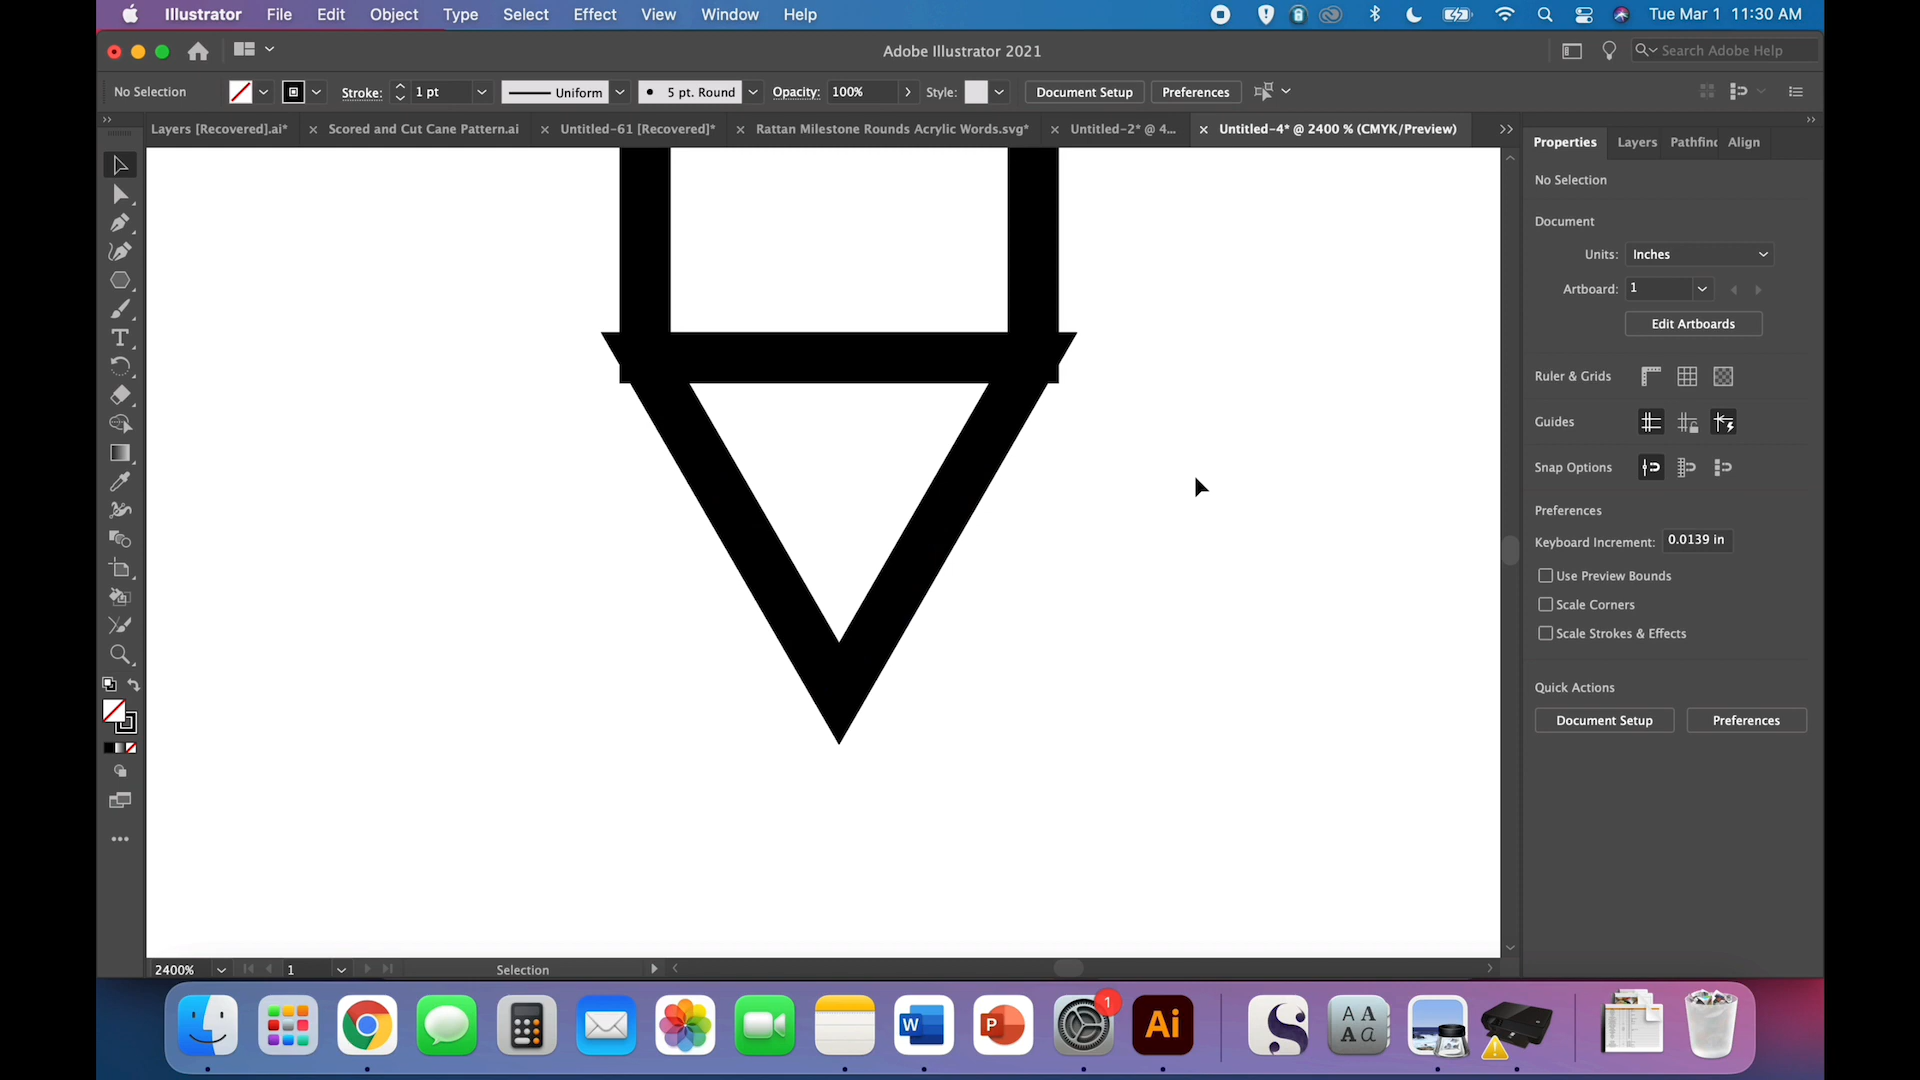 Illustrator File Edit Object Type Select Effect View Window Help Tue Mar 1 11:30 AM
Adobe Illustrator 2021 Search Adobe Help
No Selection Stroke: 1 pt Uniform 5 pt. Round Opacity: 100% Style: Document Setup Preferences
Layers [Recovered].ai* Scored and Cut Cane Pattern.ai Untitled-61 [Recovered]* Rattan Milestone Rounds Acrylic Words.svg* Untitled-2* @ 4... Untitled-4* @ 2400 % (CMYK/Preview)
Properties Layers Pathfinc Align
No Selection
Document
Units: Inches
Artboard: 1
Edit Artboards
Ruler & Grids
Guides
Snap Options
Preferences
Keyboard Increment: 0.0139 in
Use Preview Bounds
Scale Corners
Scale Strokes & Effects
Quick Actions
Document Setup Preferences
2400% 1 Selection
1
W P Ai S A A
A a